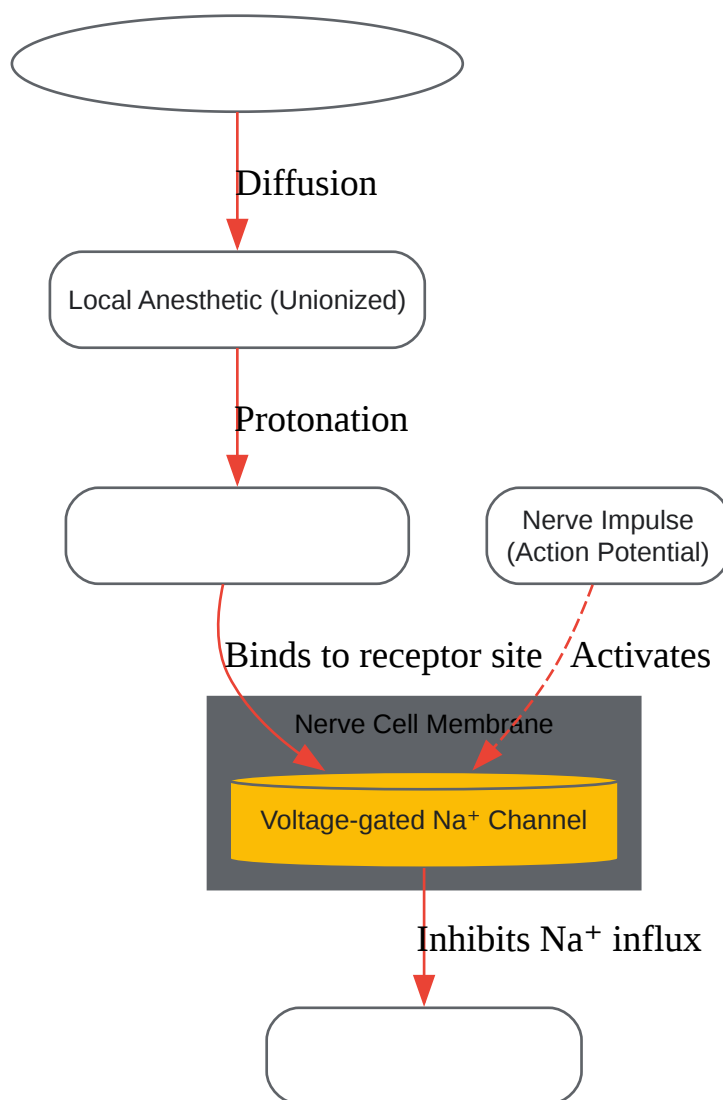 Diffusion
Local Anesthetic (Unionized)
Protonation
Nerve Impulse
(Action Potential)
Binds to receptor site
Activates
Nerve Cell Membrane
Voltage-gated Na⁺ Channel
Inhibits Na⁺ influx